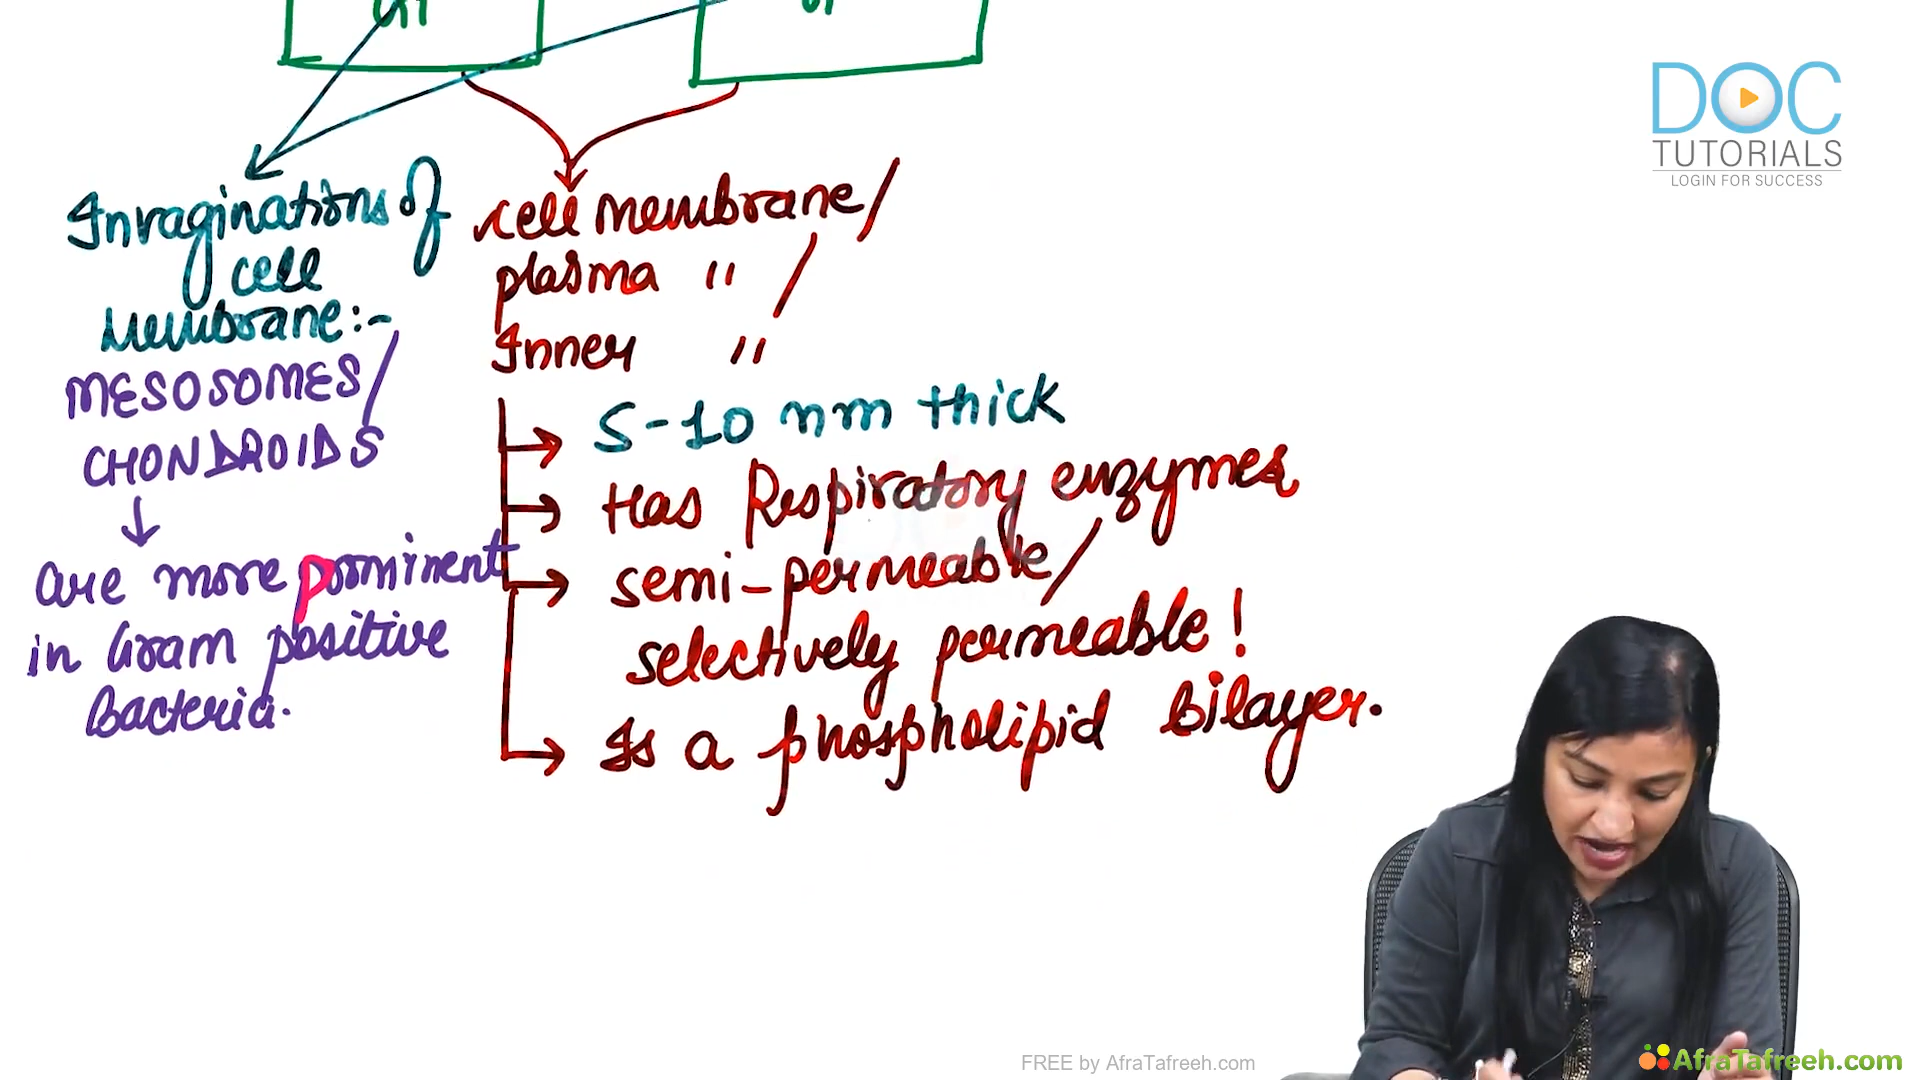 DOC
TUTORIALS
LOGIN FOR SUCCESS
Invaginations of
cell
Membrane:-
MESOSOMES/
CHONDROIDS
↓
are more prominent
in Gram positive
Bacteria.
cell membrane/
plasma " /
Inner "
→ 5-10 nm thick
→ Has Respiratory enzymes
→ semi-permeable/
selectively permeable!
→ Is a phospholipid bilayer.
FREE by AfraTafreeh.com
AfraTafreeh.com